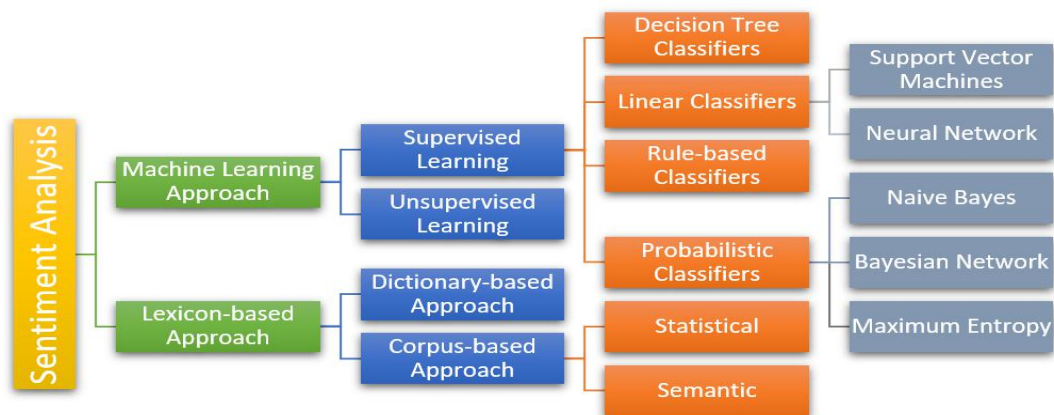 Sentiment Analysis
Machine Learning
Approach
Lexicon-based
Approach
Supervised
Learning
Unsupervised
Learning
Dictionary-based
Approach
Corpus-based
Approach
Decision Tree
Classifiers
Linear Classifiers
Rule-based
Classifiers
Probabilistic
Classifiers
Statistical
Semantic
Support Vector
Machines
Neural Network
Naive Bayes
Bayesian Network
Maximum Entropy